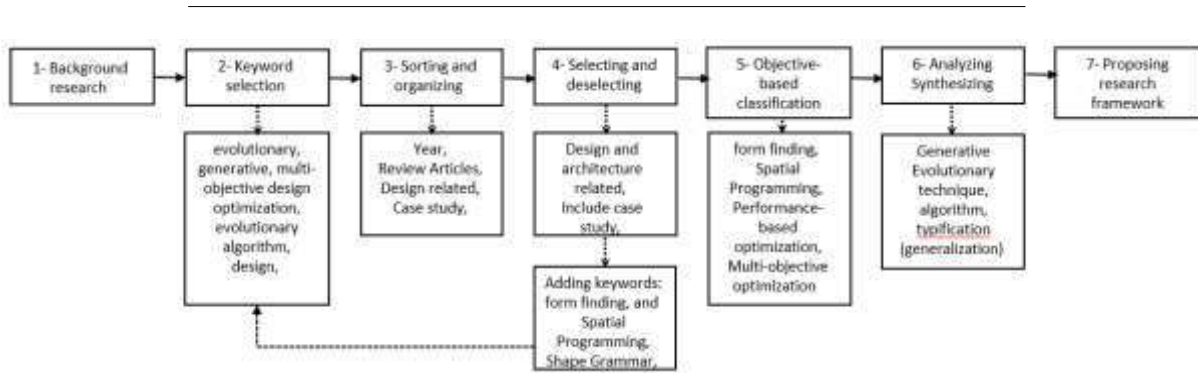 1- Background
research
2- Keyword
selection
3- Sorting and
organizing
4- Selecting and
deselecting
5- Objective-
based
classification
6- Analyzing
Synthesizing
7- Proposing
research
framework
evolutionary,
generative, multi-
objective design
optimization,
evolutionary
algorithm,
design,
Year,
Review Articles,
Design related,
Case study,
Design and
architecture
related,
Include case
study,
form finding,
Spatial
Programming,
Performance-
based
optimization,
Multi-objective
optimization
Generative
Evolutionary
technique,
algorithm,
typification
(generalization)
Adding keywords:
form finding, and
Spatial
Programming,
Shape Grammar,